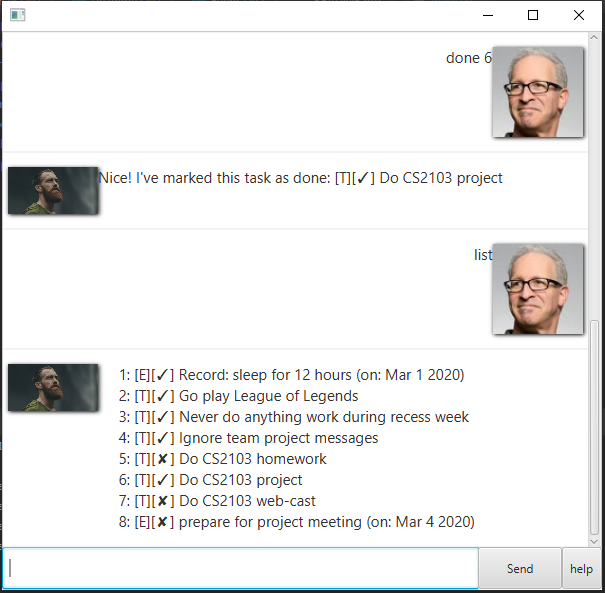 done 6
Nice! I've marked this task as done: [T][✓] Do CS2103 project
list
1: [E][✓] Record: sleep for 12 hours (on: Mar 1 2020)
2: [T][✓] Go play League of Legends
3: [T][✓] Never do anything work during recess week
4: [T][✓] Ignore team project messages
5: [T][✘] Do CS2103 homework
6: [T][✓] Do CS2103 project
7: [T][✘] Do CS2103 web-cast
8: [E][✘] prepare for project meeting (on: Mar 4 2020)
Send
help